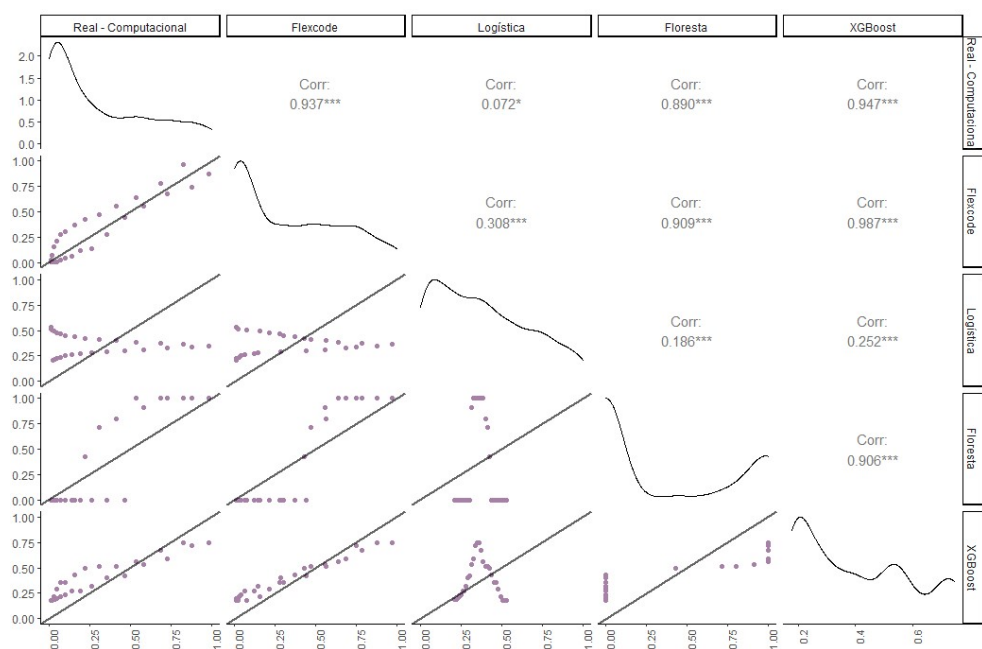 Real - Computacional
Flexcode
Logística
Floresta
XGBoost
2.0
1.5
1.0
0.5
0.0
Corr:
0.937***
Corr:
0.072*
Corr:
0.890***
Corr:
0.947***
Real - Computaciona
1.00
0.75
0.50
0.25
0.00
Corr:
0.308***
Corr:
0.909***
Corr:
0.987***
Flexcode
1.00
0.75
0.50
0.25
0.00
Corr:
0.186***
Corr:
0.252***
Logística
1.00
0.75
0.50
0.25
0.00
Corr:
0.906***
Floresta
1.00
0.75
0.50
0.25
0.00
XGBoost
0.00
0.25
0.50
0.75
1.00
0.00
0.25
0.50
0.75
1.00
0.00
0.25
0.50
0.75
1.00
0.00
0.25
0.50
0.75
1.00
0.2
0.4
0.6